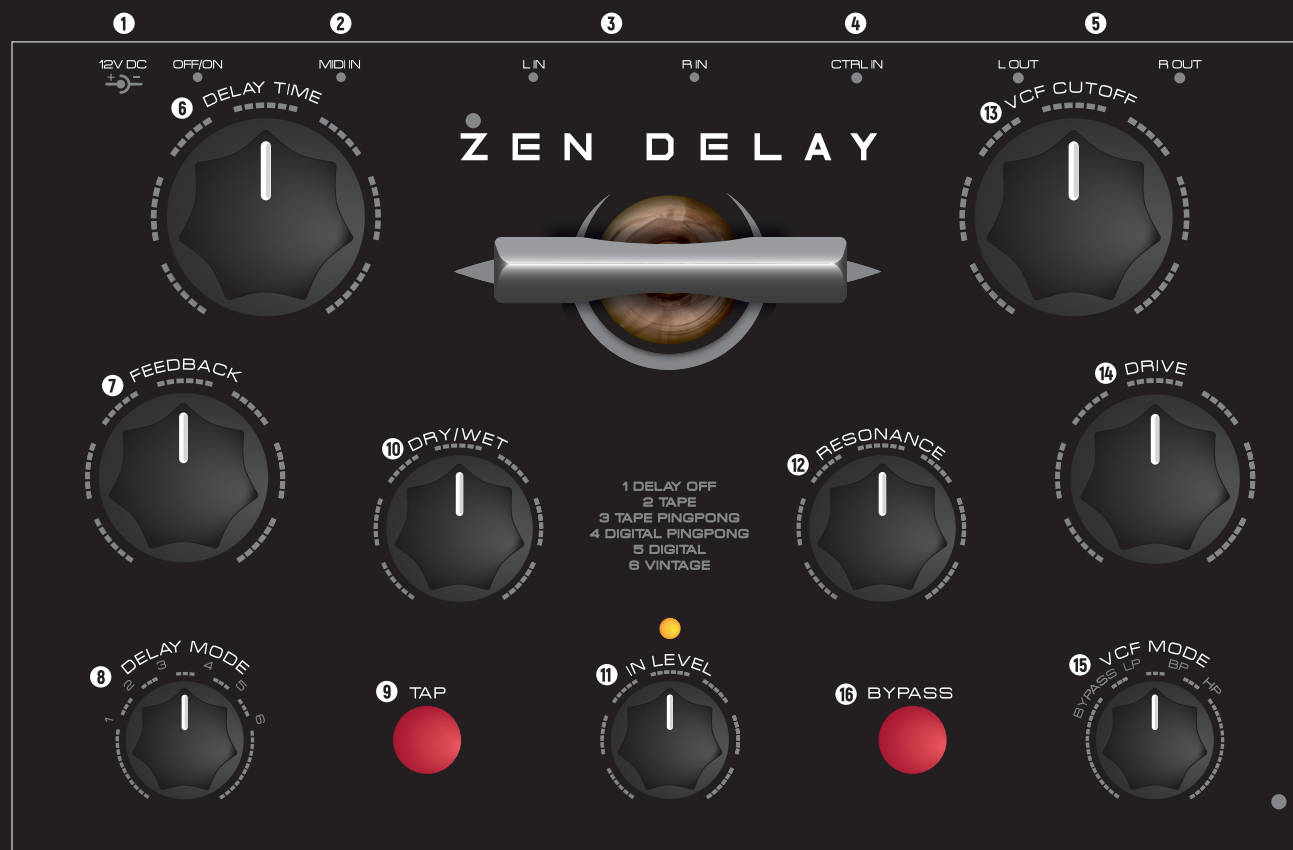 1 2 3 4 5
12V DC OFF/ON MIDI IN L IN R IN CTRL IN L OUT R OUT
+ −
6 DELAY TIME
13 VCF CUTOFF
ZEN DELAY
7 FEEDBACK
14 DRIVE
10 DRY/WET
12 RESONANCE
1 DELAY OFF
2 TAPE
3 TAPE PINGPONG
4 DIGITAL PINGPONG
5 DIGITAL
6 VINTAGE
8 DELAY MODE
1 2 3 4 5 6
9 TAP
11 IN LEVEL
16 BYPASS
15 VCF MODE
BYPASS LP BP HP